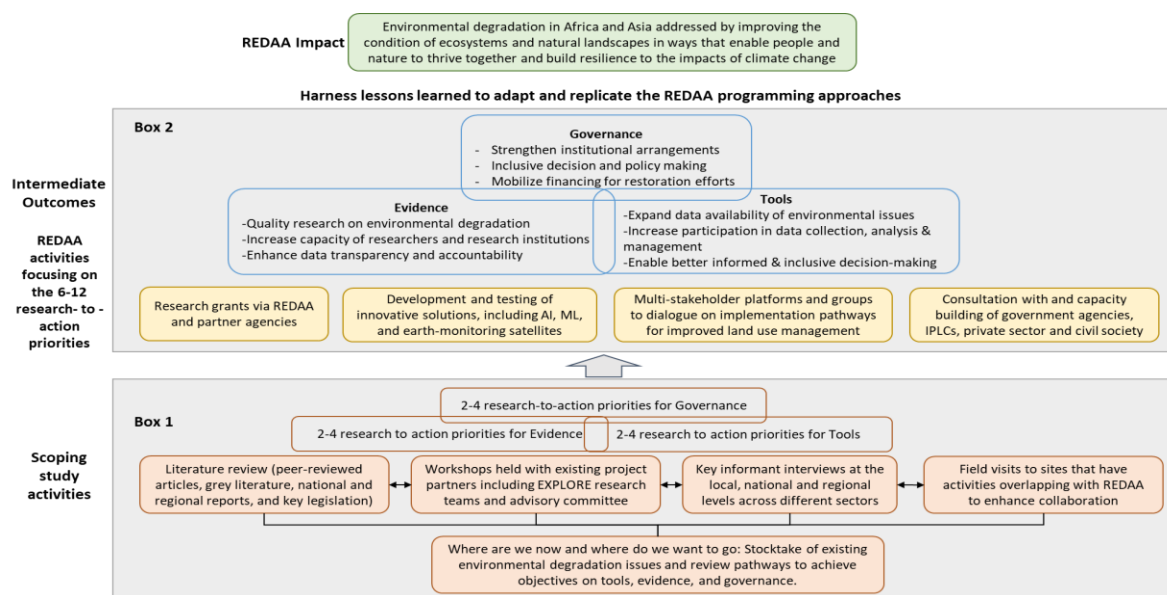 REDAA Impact
Environmental degradation in Africa and Asia addressed by improving the
condition of ecosystems and natural landscapes in ways that enable people and
nature to thrive together and build resilience to the impacts of climate change
Harness lessons learned to adapt and replicate the REDAA programming approaches
Box 2
Intermediate
Outcomes
REDAA
activities
focusing on
the 6-12
research- to -
action
priorities
Governance
- Strengthen institutional arrangements
- Inclusive decision and policy making
- Mobilize financing for restoration efforts
Evidence
-Quality research on environmental degradation
-Increase capacity of researchers and research institutions
-Enhance data transparency and accountability
Tools
-Expand data availability of environmental issues
-Increase participation in data collection, analysis &
management
-Enable better informed & inclusive decision-making
Research grants via REDAA
and partner agencies
Development and testing of
innovative solutions, including AI, ML,
and earth-monitoring satellites
Multi-stakeholder platforms and groups
to dialogue on implementation pathways
for improved land use management
Consultation with and capacity
building of government agencies,
IPLCs, private sector and civil society
Box 1
Scoping
study
activities
2-4 research-to-action priorities for Governance
2-4 research to action priorities for Evidence
2-4 research to action priorities for Tools
Literature review (peer-reviewed
articles, grey literature, national and
regional reports, and key legislation)
Workshops held with existing project
partners including EXPLORE research
teams and advisory committee
Key informant interviews at the
local, national and regional
levels across different sectors
Field visits to sites that have
activities overlapping with REDAA
to enhance collaboration
Where are we now and where do we want to go: Stocktake of existing
environmental degradation issues and review pathways to achieve
objectives on tools, evidence, and governance.